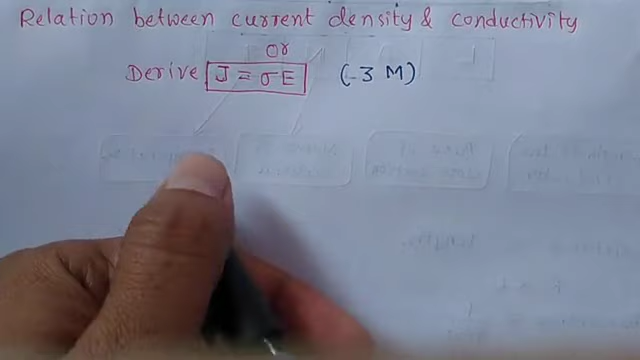 Relation between current density & conductivity
or
Derive J = σE (-3 M)